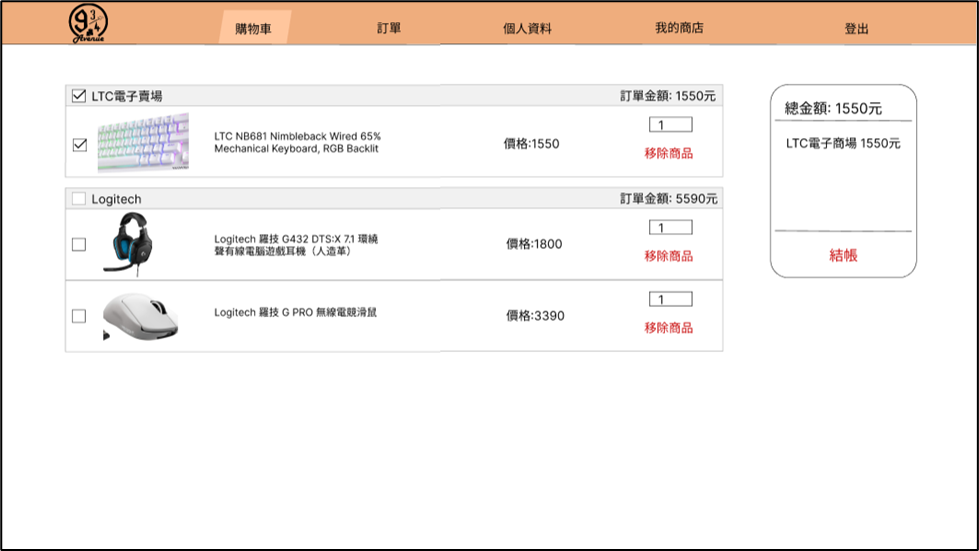 9 3/4
Avenue
購物車 訂單 個人資料 我的商店 登出
LTC電子賣場 訂單金額: 1550元
LTC NB681 Nimbleback Wired 65%
Mechanical Keyboard, RGB Backlit
價格:1550
1
移除商品
Logitech 訂單金額: 5590元
Logitech 羅技 G432 DTS:X 7.1 環繞
聲有線電腦遊戲耳機（人造革）
價格:1800
1
移除商品
Logitech 羅技 G PRO 無線電競滑鼠
價格:3390
1
移除商品
總金額: 1550元
LTC電子商場 1550元
結帳